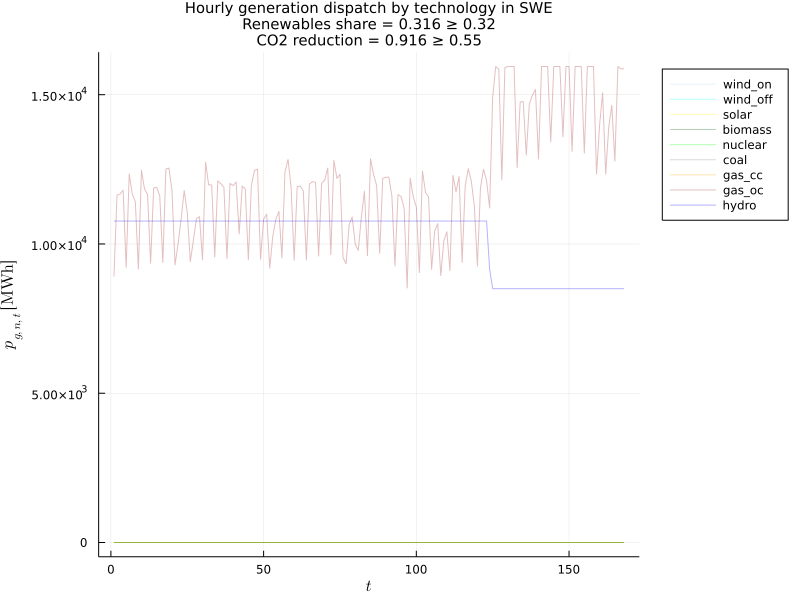 Hourly generation dispatch by technology in SWE
Renewables share = 0.316 ≥ 0.32
CO2 reduction = 0.916 ≥ 0.55
1.50×10⁴
1.00×10⁴
5.00×10³
0
p g,n,t [MWh]
0 50 100 150
t
wind_on
wind_off
solar
biomass
nuclear
coal
gas_cc
gas_oc
hydro